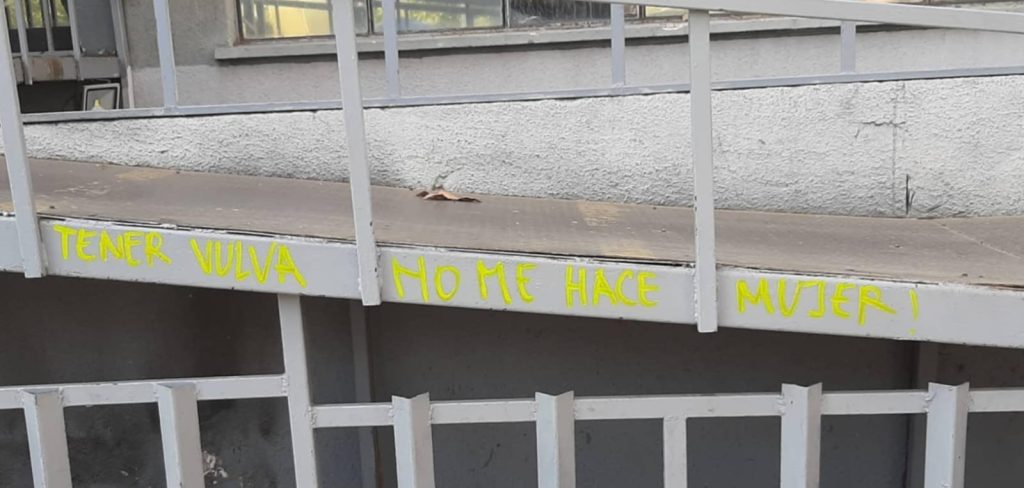 TENER VULVA NO ME HACE MUJER!